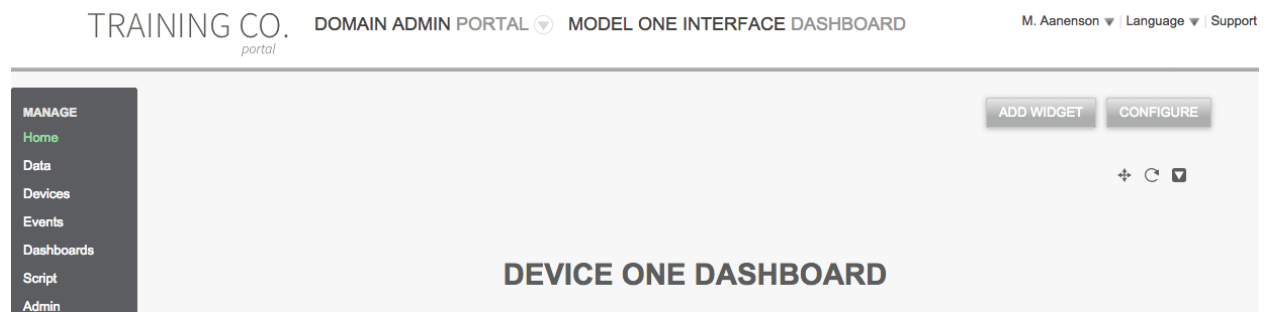 TRAINING CO.
portal
DOMAIN ADMIN PORTAL MODEL ONE INTERFACE DASHBOARD
M. Aanenson | Language | Support
MANAGE
Home
Data
Devices
Events
Dashboards
Script
Admin
ADD WIDGET CONFIGURE
DEVICE ONE DASHBOARD